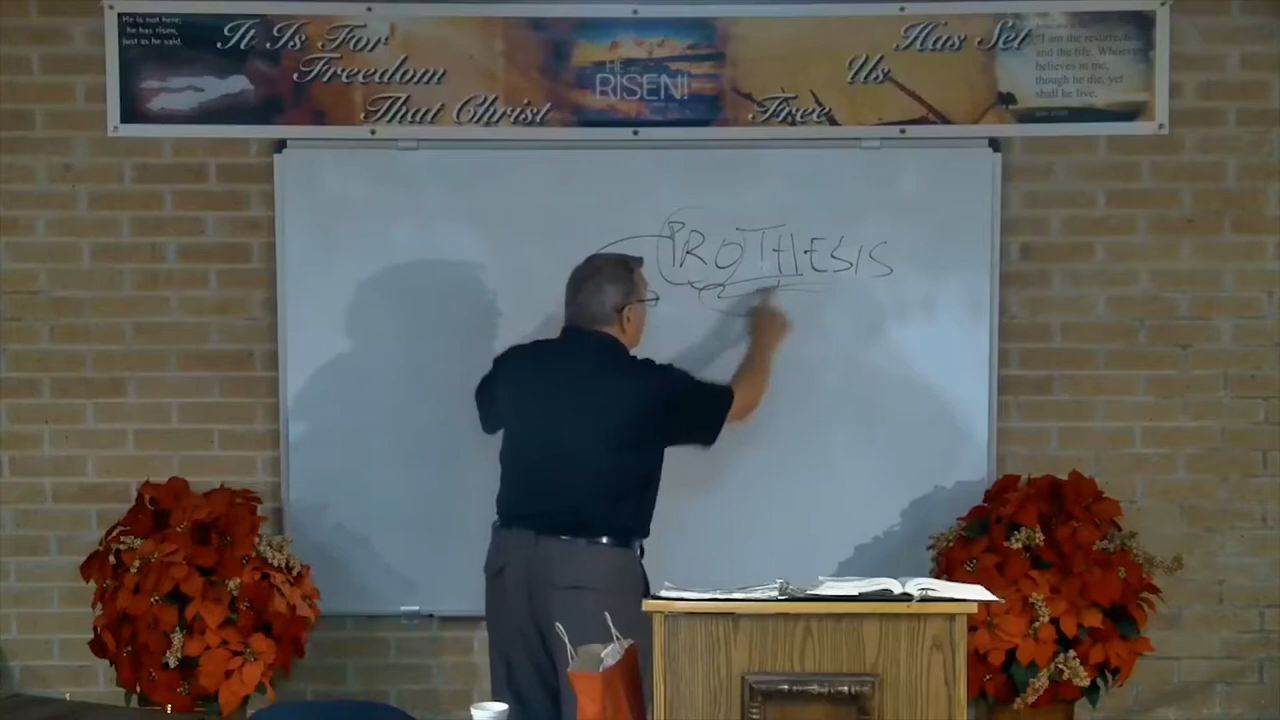 He is not here;
he has risen,
just as he said.
It Is For
Freedom
That Christ
HE
RISEN!
Has Set
Us
Free
"I am the resurrection
and the life. Whoever
believes in me,
though he die, yet
shall he live.
PROTHESIS